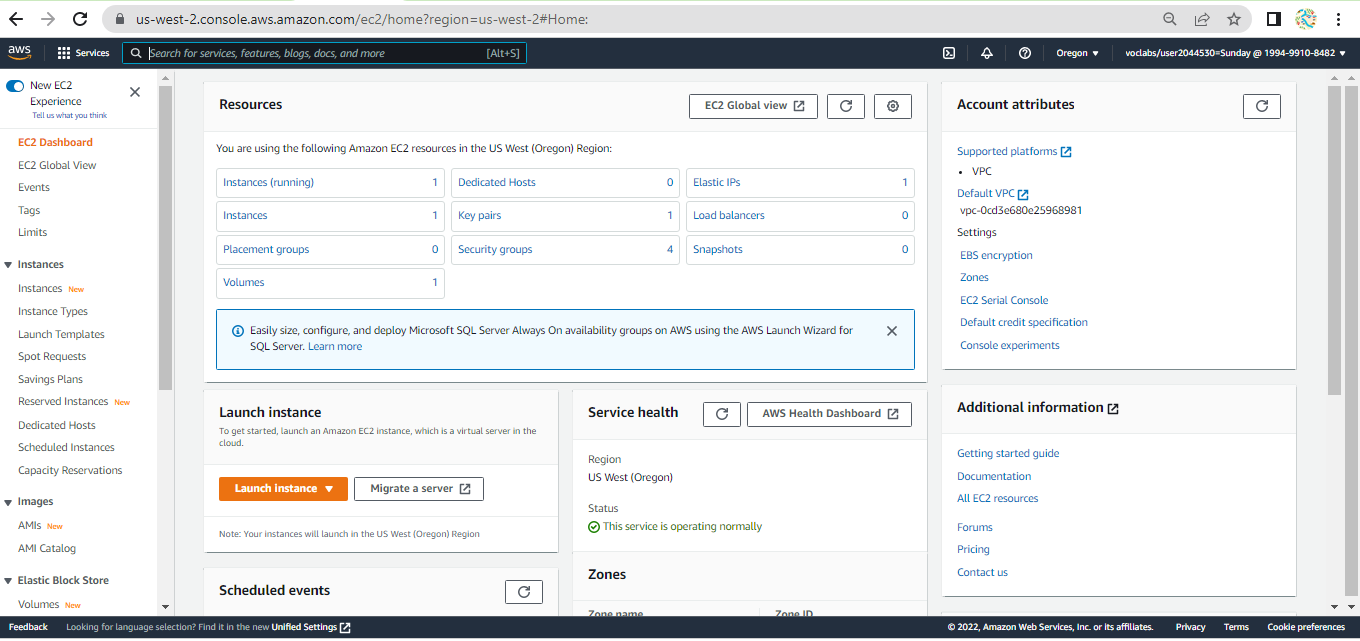 us-west-2.console.aws.amazon.com/ec2/home?region=us-west-2#Home:
aws
Services
Search for services, features, blogs, docs, and more
[Alt+S]
Oregon
voclabs/user2044530=Sunday @ 1994-9910-8482
New EC2
Experience
Tell us what you think
EC2 Dashboard
EC2 Global View
Events
Tags
Limits
Instances
Instances New
Instance Types
Launch Templates
Spot Requests
Savings Plans
Reserved Instances New
Dedicated Hosts
Scheduled Instances
Capacity Reservations
Images
AMIs New
AMI Catalog
Elastic Block Store
Volumes New
Resources
EC2 Global view
You are using the following Amazon EC2 resources in the US West (Oregon) Region:
Instances (running) 1
Dedicated Hosts 0
Elastic IPs 1
Instances 1
Key pairs 1
Load balancers 0
Placement groups 0
Security groups 4
Snapshots 0
Volumes 1
Easily size, configure, and deploy Microsoft SQL Server Always On availability groups on AWS using the AWS Launch Wizard for
SQL Server. Learn more
Launch instance
To get started, launch an Amazon EC2 instance, which is a virtual server in the
cloud.
Launch instance
Migrate a server
Note: Your instances will launch in the US West (Oregon) Region
Scheduled events
Service health
AWS Health Dashboard
Region
US West (Oregon)
Status
This service is operating normally
Zones
Zone name
Zone ID
Account attributes
Supported platforms
• VPC
Default VPC
vpc-0cd3e680e25968981
Settings
EBS encryption
Zones
EC2 Serial Console
Default credit specification
Console experiments
Additional information
Getting started guide
Documentation
All EC2 resources
Forums
Pricing
Contact us
Feedback
Looking for language selection? Find it in the new Unified Settings
© 2022, Amazon Web Services, Inc. or its affiliates.
Privacy
Terms
Cookie preferences